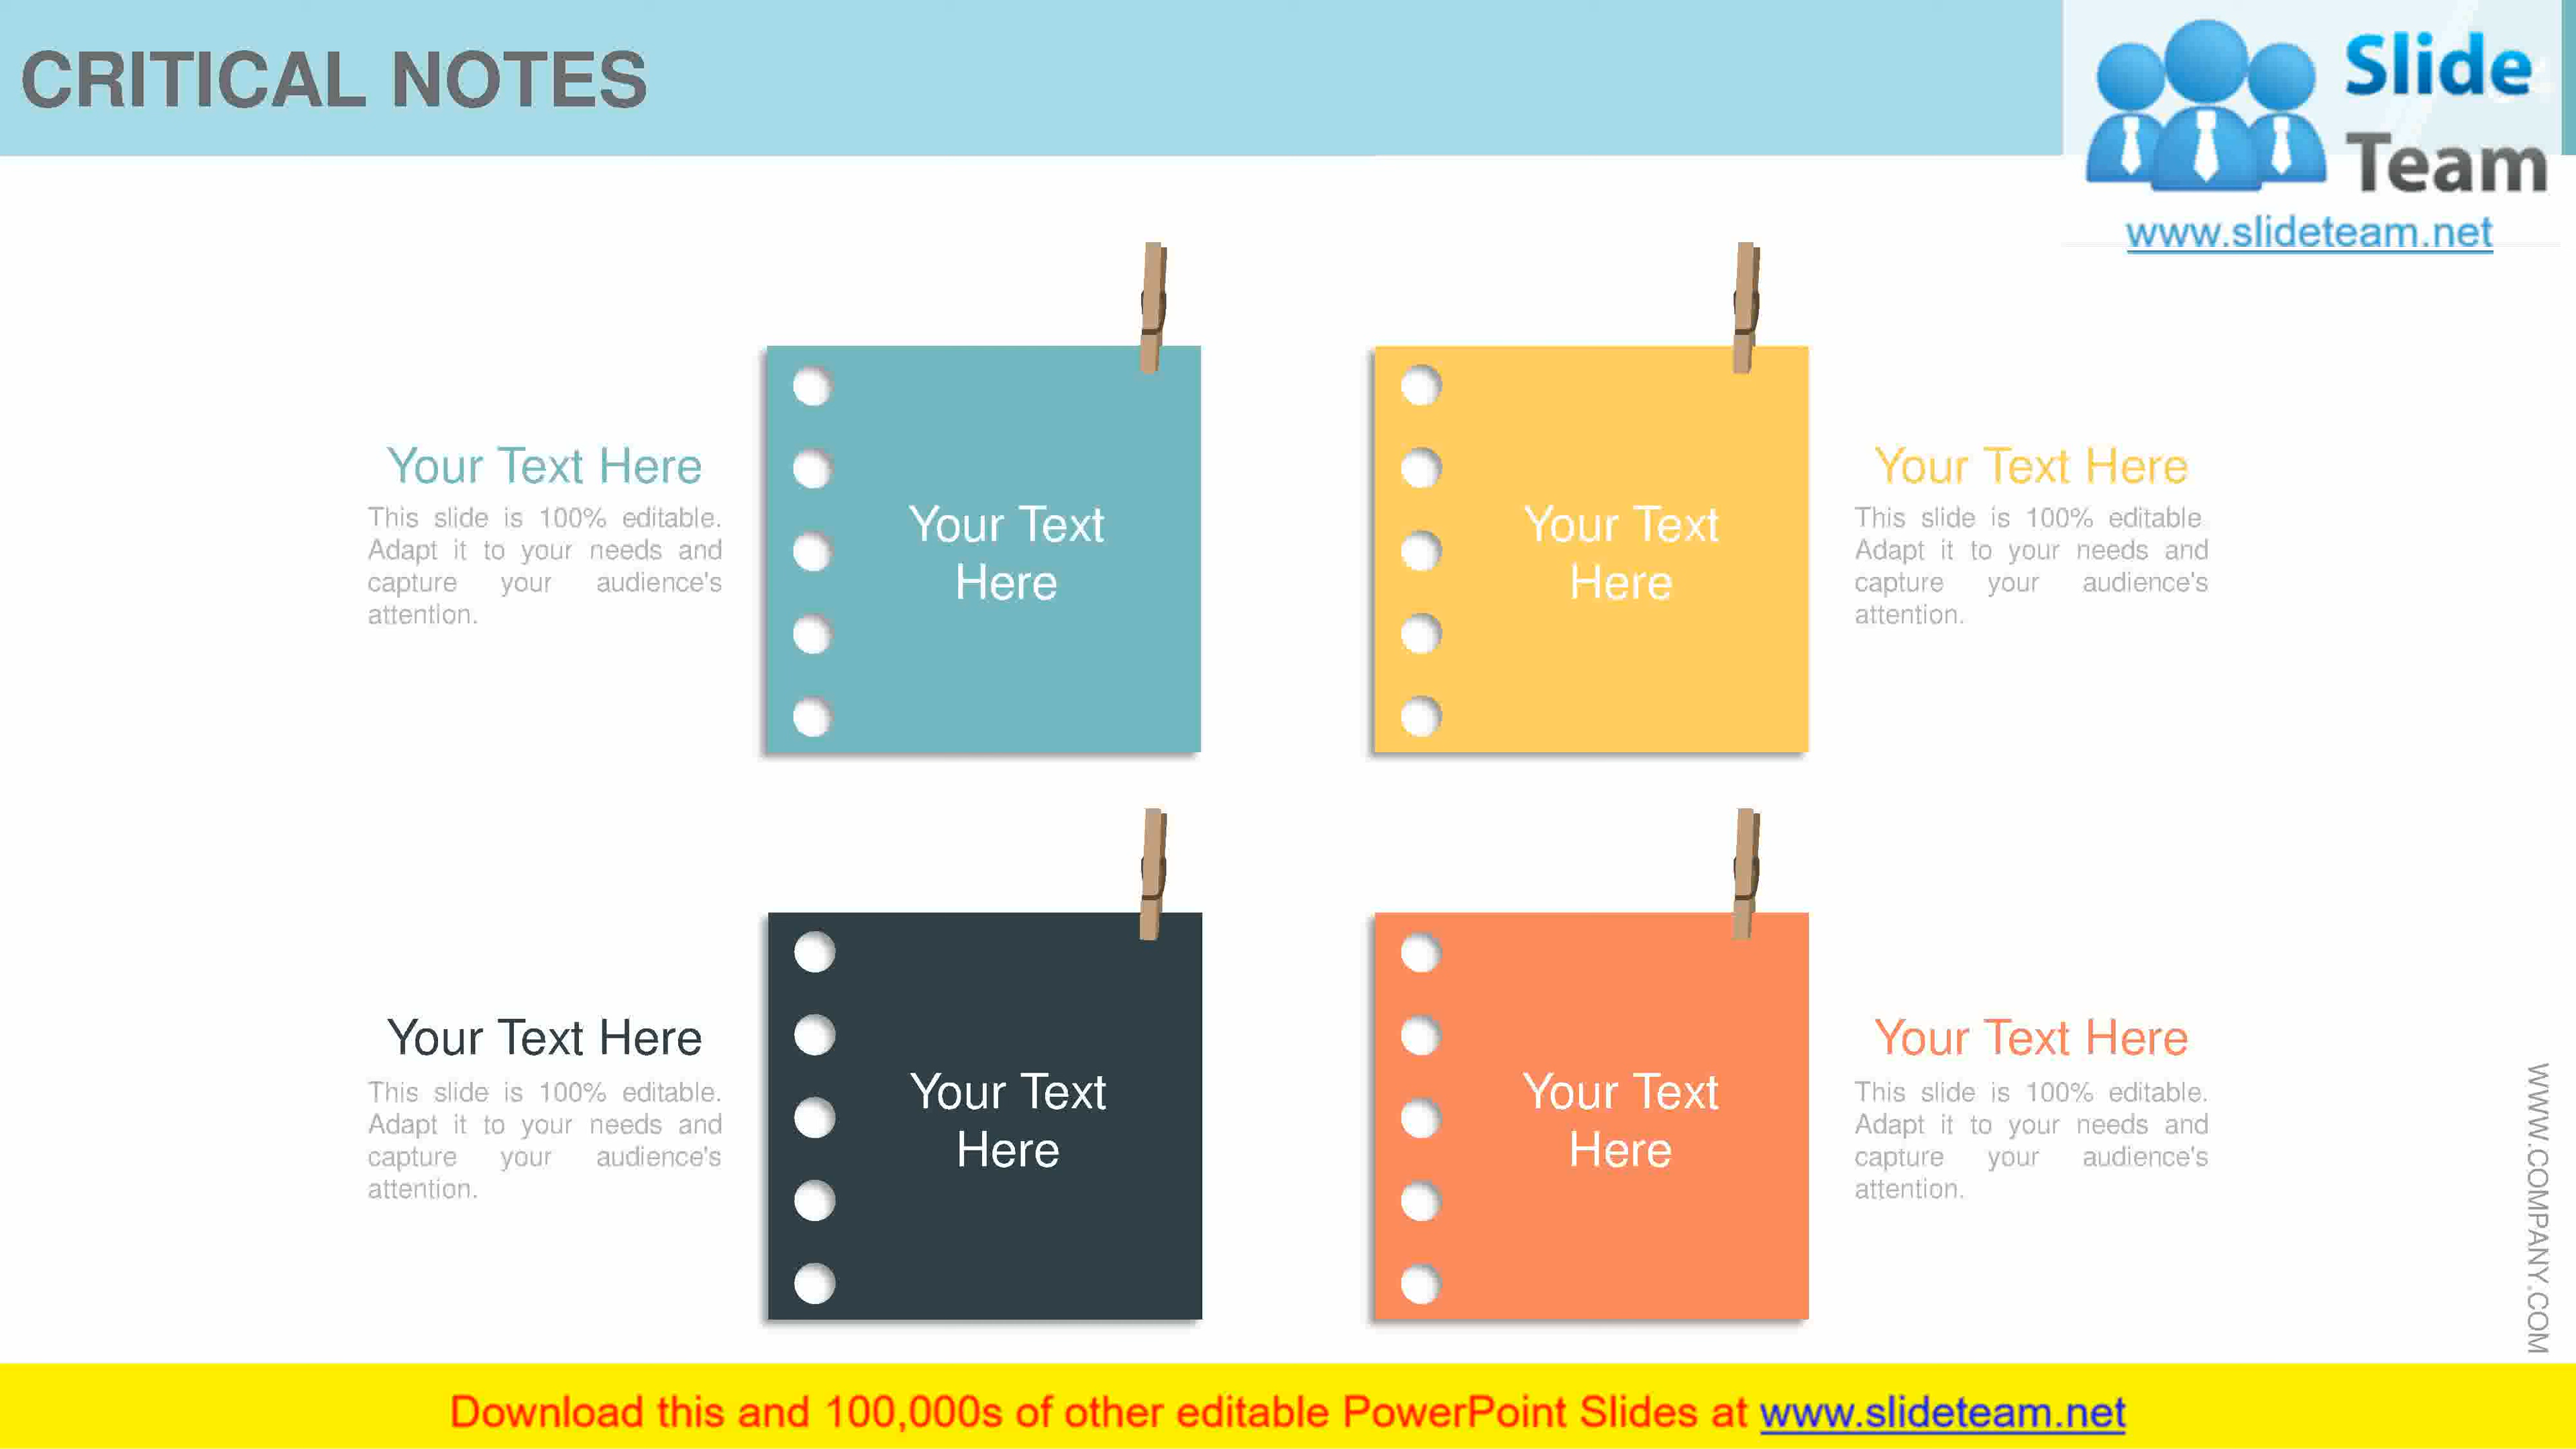 CRITICAL NOTES
Slide
Team
www.slideteam.net
Your Text Here
This slide is 100% editable.
Adapt it to your needs and
capture your audience's
attention.
Your Text
Here
Your Text
Here
Your Text Here
This slide is 100% editable.
Adapt it to your needs and
capture your audience's
attention.
Your Text Here
This slide is 100% editable.
Adapt it to your needs and
capture your audience's
attention.
Your Text
Here
Your Text
Here
Your Text Here
This slide is 100% editable.
Adapt it to your needs and
capture your audience's
attention.
WWW.COMPANY.COM
Download this and 100,000s of other editable PowerPoint Slides at www.slideteam.net